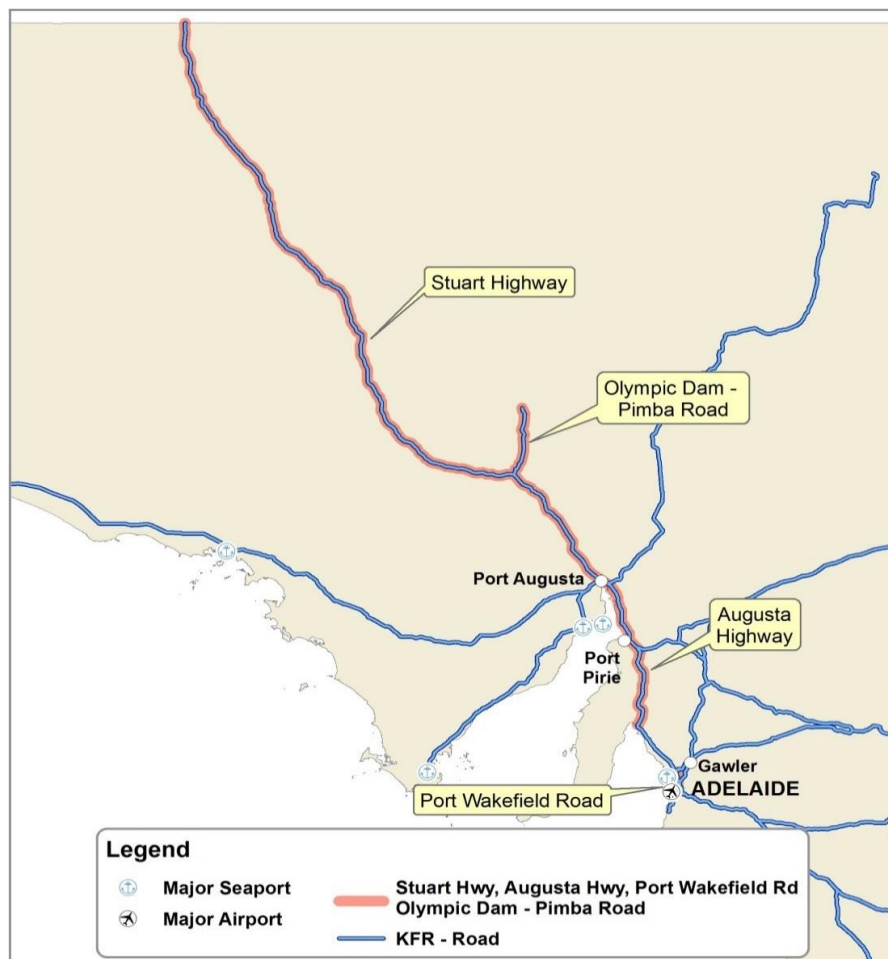 Stuart Highway
Olympic Dam -
Pimba Road
Port Augusta
Augusta
Highway
Port
Pirie
Gawler
ADELAIDE
Port Wakefield Road
Legend
Major Seaport
Major Airport
Stuart Hwy, Augusta Hwy, Port Wakefield Rd
Olympic Dam - Pimba Road
KFR - Road